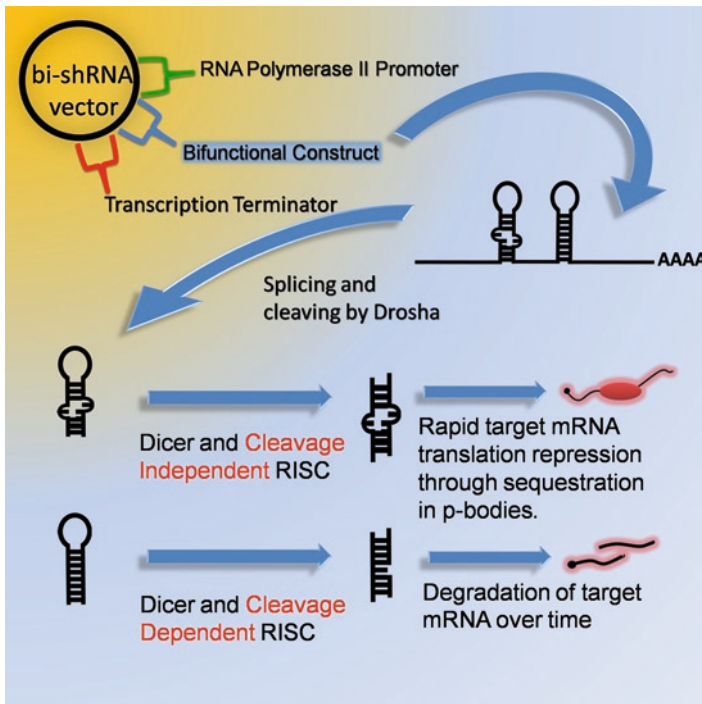 bi-shRNA
vector
RNA Polymerase II Promoter
Bifunctional Construct
Transcription Terminator
AAAA
Splicing and
cleaving by Drosha
Dicer and Cleavage
Independent RISC
Rapid target mRNA
translation repression
through sequestration
in p-bodies.
Dicer and Cleavage
Dependent RISC
Degradation of target
mRNA over time